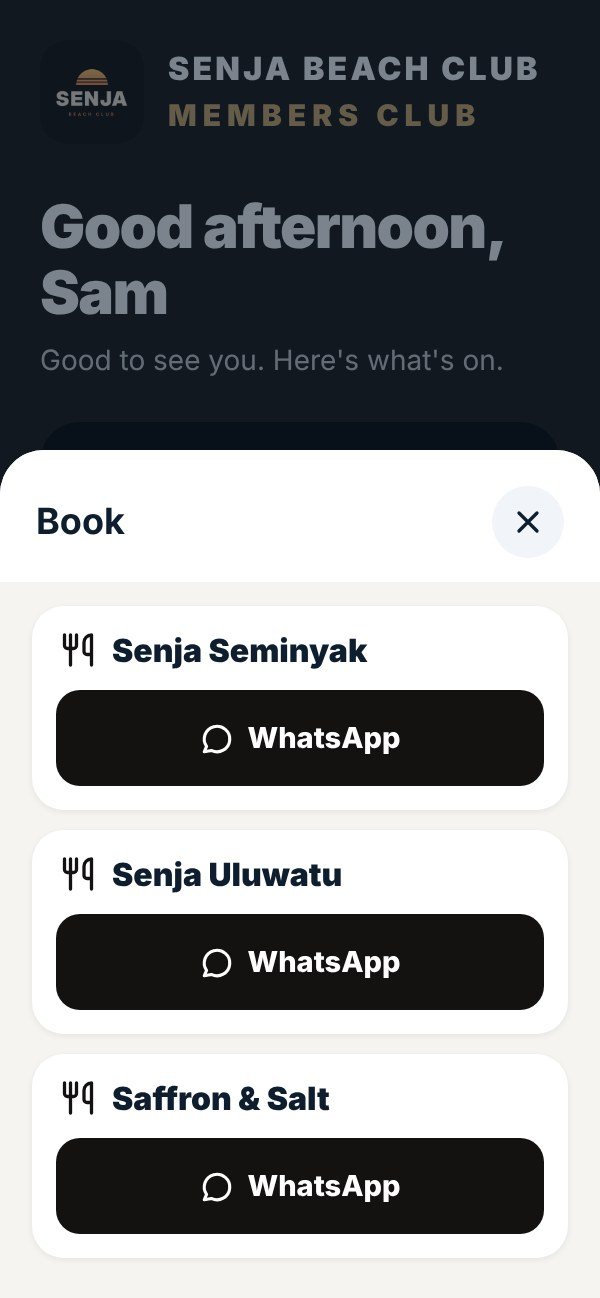 SENJA
BEACH CLUB
SENJA BEACH CLUB
MEMBERS CLUB
Good afternoon,
Sam
Good to see you. Here's what's on.
Book
Senja Seminyak
WhatsApp
Senja Uluwatu
WhatsApp
Saffron & Salt
WhatsApp